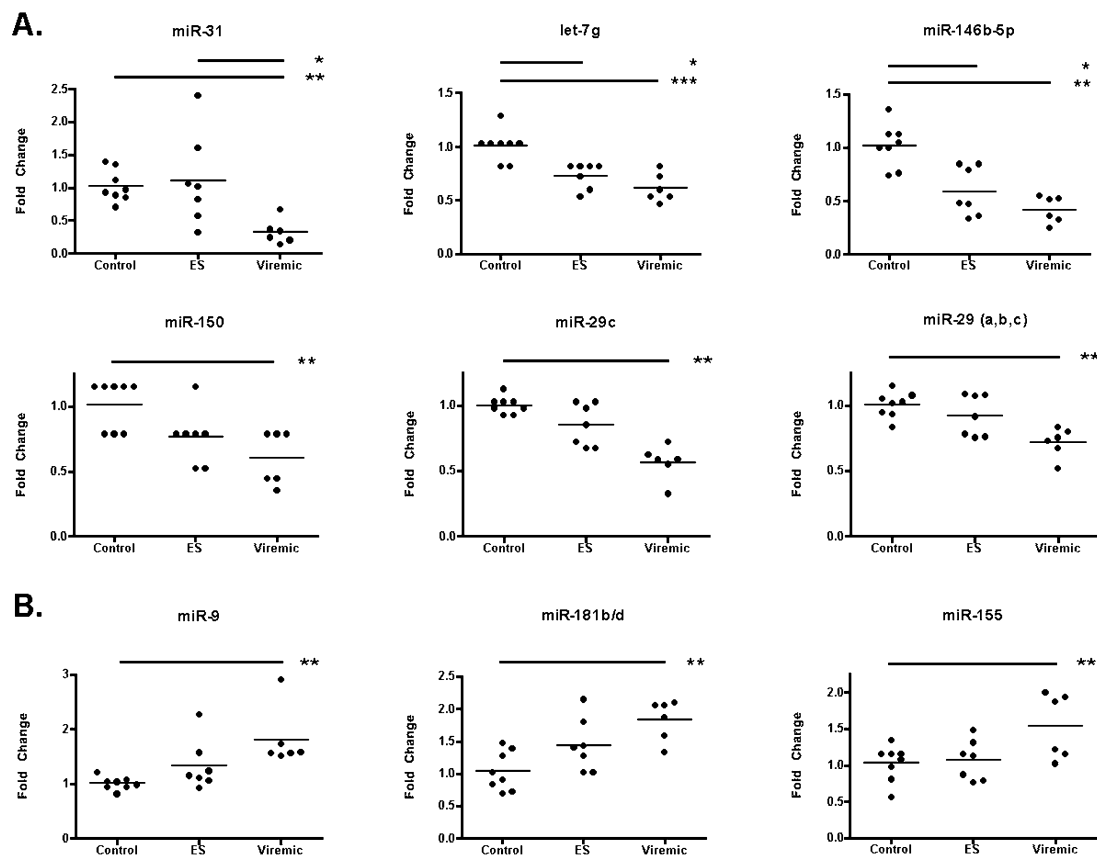 A.
miR-31
let-7g
miR-146b-5p
*
**
*
***
*
**
Fold Change
2.5
2.0
1.5
1.0
0.5
0.0
Control ES Viremic
Fold Change
1.5
1.0
0.5
0.0
Control ES Viremic
Fold Change
1.5
1.0
0.5
0.0
Control ES Viremic
miR-150
miR-29c
miR-29 (a,b,c)
**
**
**
Fold Change
1.0
0.5
0.0
Control ES Viremic
Fold Change
1.0
0.5
0.0
Control ES Viremic
Fold Change
1.0
0.5
0.0
Control ES Viremic
B.
miR-9
miR-181b/d
miR-155
**
**
**
Fold Change
3
2
1
0
Control ES Viremic
Fold Change
2.5
2.0
1.5
1.0
0.5
0.0
Control ES Viremic
Fold Change
2.0
1.5
1.0
0.5
0.0
Control ES Viremic